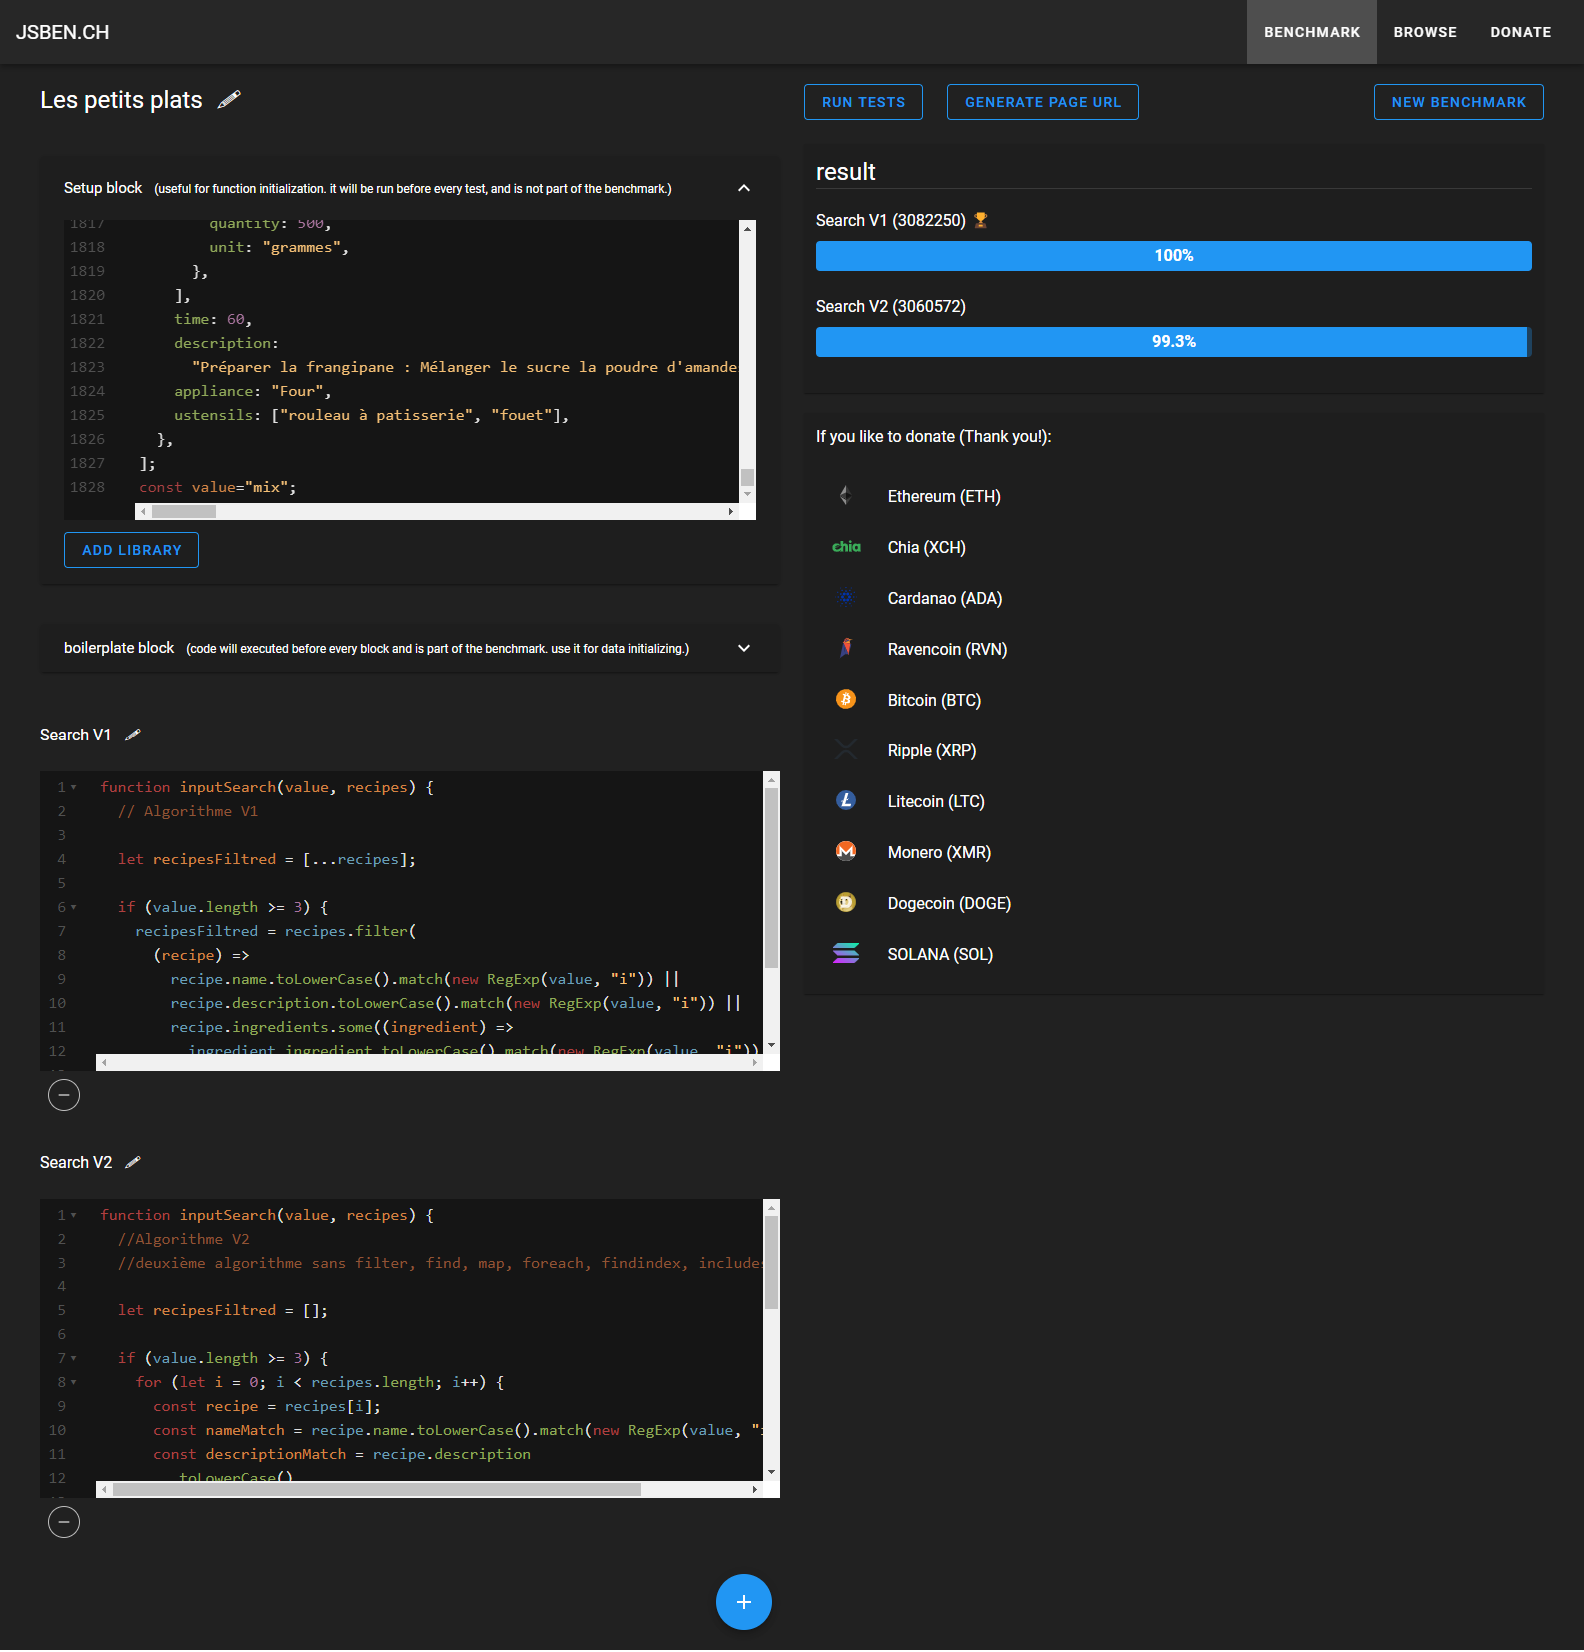 JSBEN.CH
BENCHMARK
BROWSE
DONATE
Les petits plats
RUN TESTS
GENERATE PAGE URL
NEW BENCHMARK
Setup block (useful for function initialization. it will be run before every test, and is not part of the benchmark.)
1817 quantity: 500,
1818 unit: "grammes",
1819 },
1820 ],
1821 time: 60,
1822 description:
1823 "Préparer la frangipane : Mélanger le sucre la poudre d'amande
1824 appliance: "Four",
1825 ustensils: ["rouleau à patisserie", "fouet"],
1826 },
1827 ];
1828 const value="mix";
ADD LIBRARY
boilerplate block (code will executed before every block and is part of the benchmark. use it for data initializing.)
Search V1
1 function inputSearch(value, recipes) {
2 // Algorithme V1
3
4 let recipesFiltred = [...recipes];
5
6 if (value.length >= 3) {
7 recipesFiltred = recipes.filter(
8 (recipe) =>
9 recipe.name.toLowerCase().match(new RegExp(value, "i")) ||
10 recipe.description.toLowerCase().match(new RegExp(value, "i")) ||
11 recipe.ingredients.some((ingredient) =>
12 ingredient.ingredient.toLowerCase().match(new RegExp(value, "i"))
Search V2
1 function inputSearch(value, recipes) {
2 //Algorithme V2
3 //deuxième algorithme sans filter, find, map, foreach, findindex, includes
4
5 let recipesFiltred = [];
6
7 if (value.length >= 3) {
8 for (let i = 0; i < recipes.length; i++) {
9 const recipe = recipes[i];
10 const nameMatch = recipe.name.toLowerCase().match(new RegExp(value, "i
11 const descriptionMatch = recipe.description
12 .toLowerCase()
result
Search V1 (3082250)
100%
Search V2 (3060572)
99.3%
If you like to donate (Thank you!):
Ethereum (ETH)
chia Chia (XCH)
Cardanao (ADA)
Ravencoin (RVN)
Bitcoin (BTC)
Ripple (XRP)
Litecoin (LTC)
Monero (XMR)
Dogecoin (DOGE)
SOLANA (SOL)